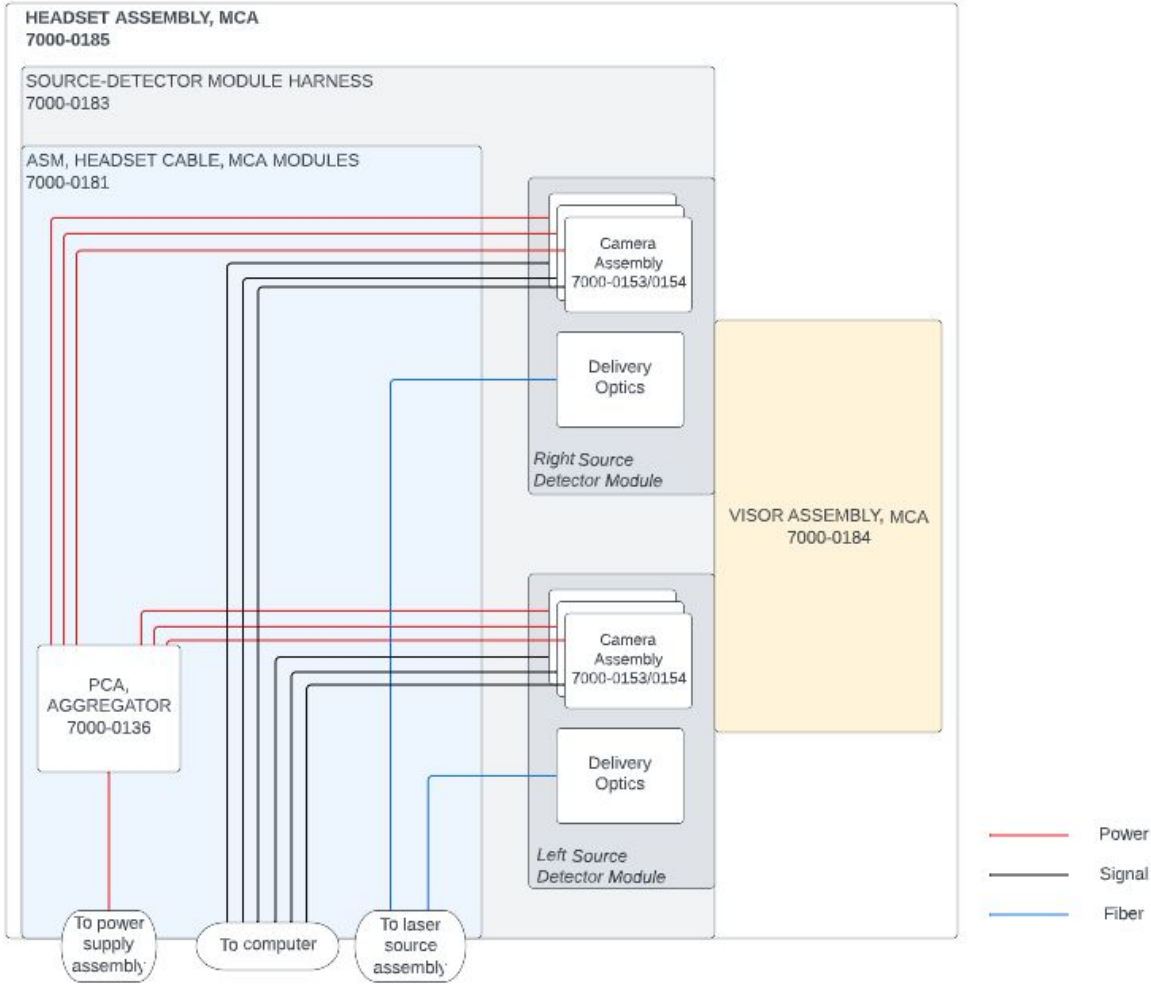 HEADSET ASSEMBLY, MCA
7000-0185
SOURCE-DETECTOR MODULE HARNESS
7000-0183
ASM, HEADSET CABLE, MCA MODULES
7000-0181
Camera
Assembly
7000-0153/0154
Delivery
Optics
Right Source
Detector Module
VISOR ASSEMBLY, MCA
7000-0184
Camera
Assembly
7000-0153/0154
PCA,
AGGREGATOR
7000-0136
Delivery
Optics
Left Source
Detector Module
Power
Signal
Fiber
To power
supply
assembly
To computer
To laser
source
assembly